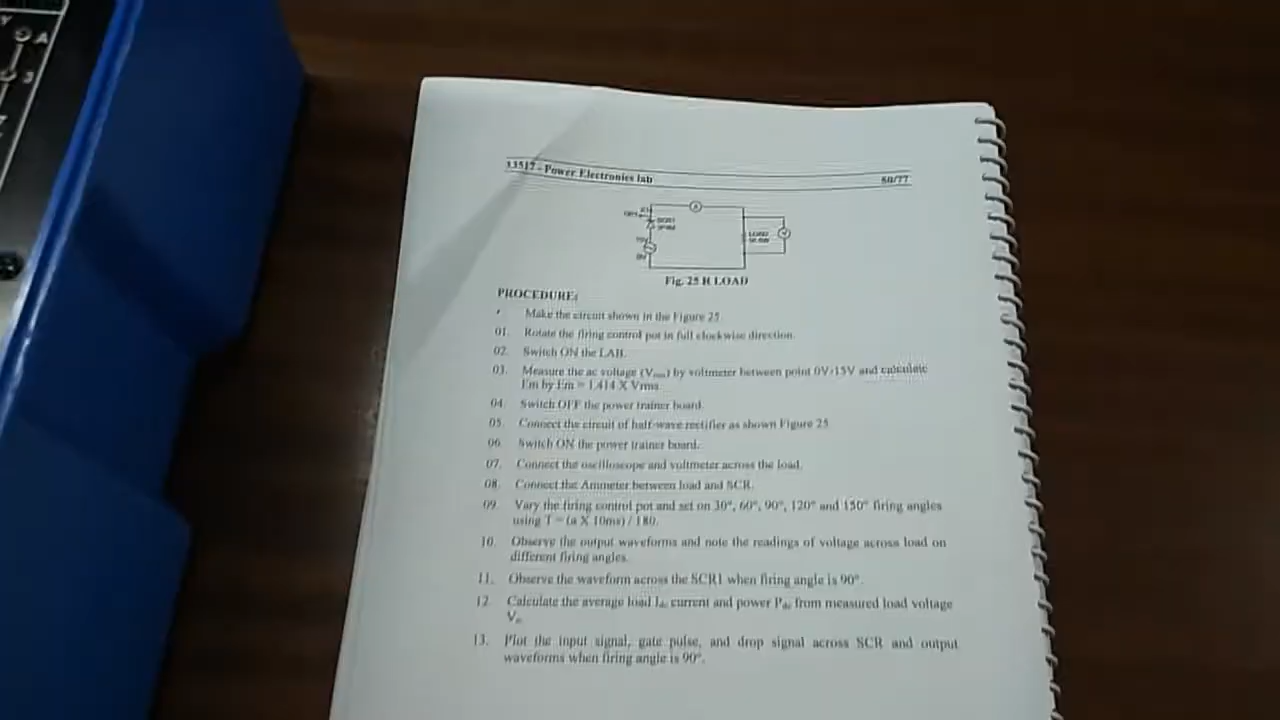 Y
A
3
- Power Electronics lab
60/77
Fig. 25 R LOAD
PROCEDURE:
Make the circuit shown in the Figure 25.
01. Rotate the firing control pot in full clockwise direction.
02. Switch ON the LAB.
03. Measure the ac voltage (Vrms) by voltmeter between point 0V-15V and calculate
Em by Em = 1.414 X Vrms
04. Switch OFF the power trainer board.
05. Connect the circuit of half-wave rectifier as shown Figure 25
06. Switch ON the power trainer board.
07. Connect the oscilloscope and voltmeter across the load.
08. Connect the Ammeter between load and SCR.
09. Vary the firing control pot and set on 30°, 60°, 90°, 120° and 150° firing angles
using T = (a X 10ms) / 180.
10. Observe the output waveforms and note the readings of voltage across load on
different firing angles.
11. Observe the waveform across the SCR1 when firing angle is 90°.
12. Calculate the average load Idc current and power Pdc from measured load voltage
13. Plot the input signal, gate pulse, and drop signal across SCR and output
waveforms when firing angle is 90°.